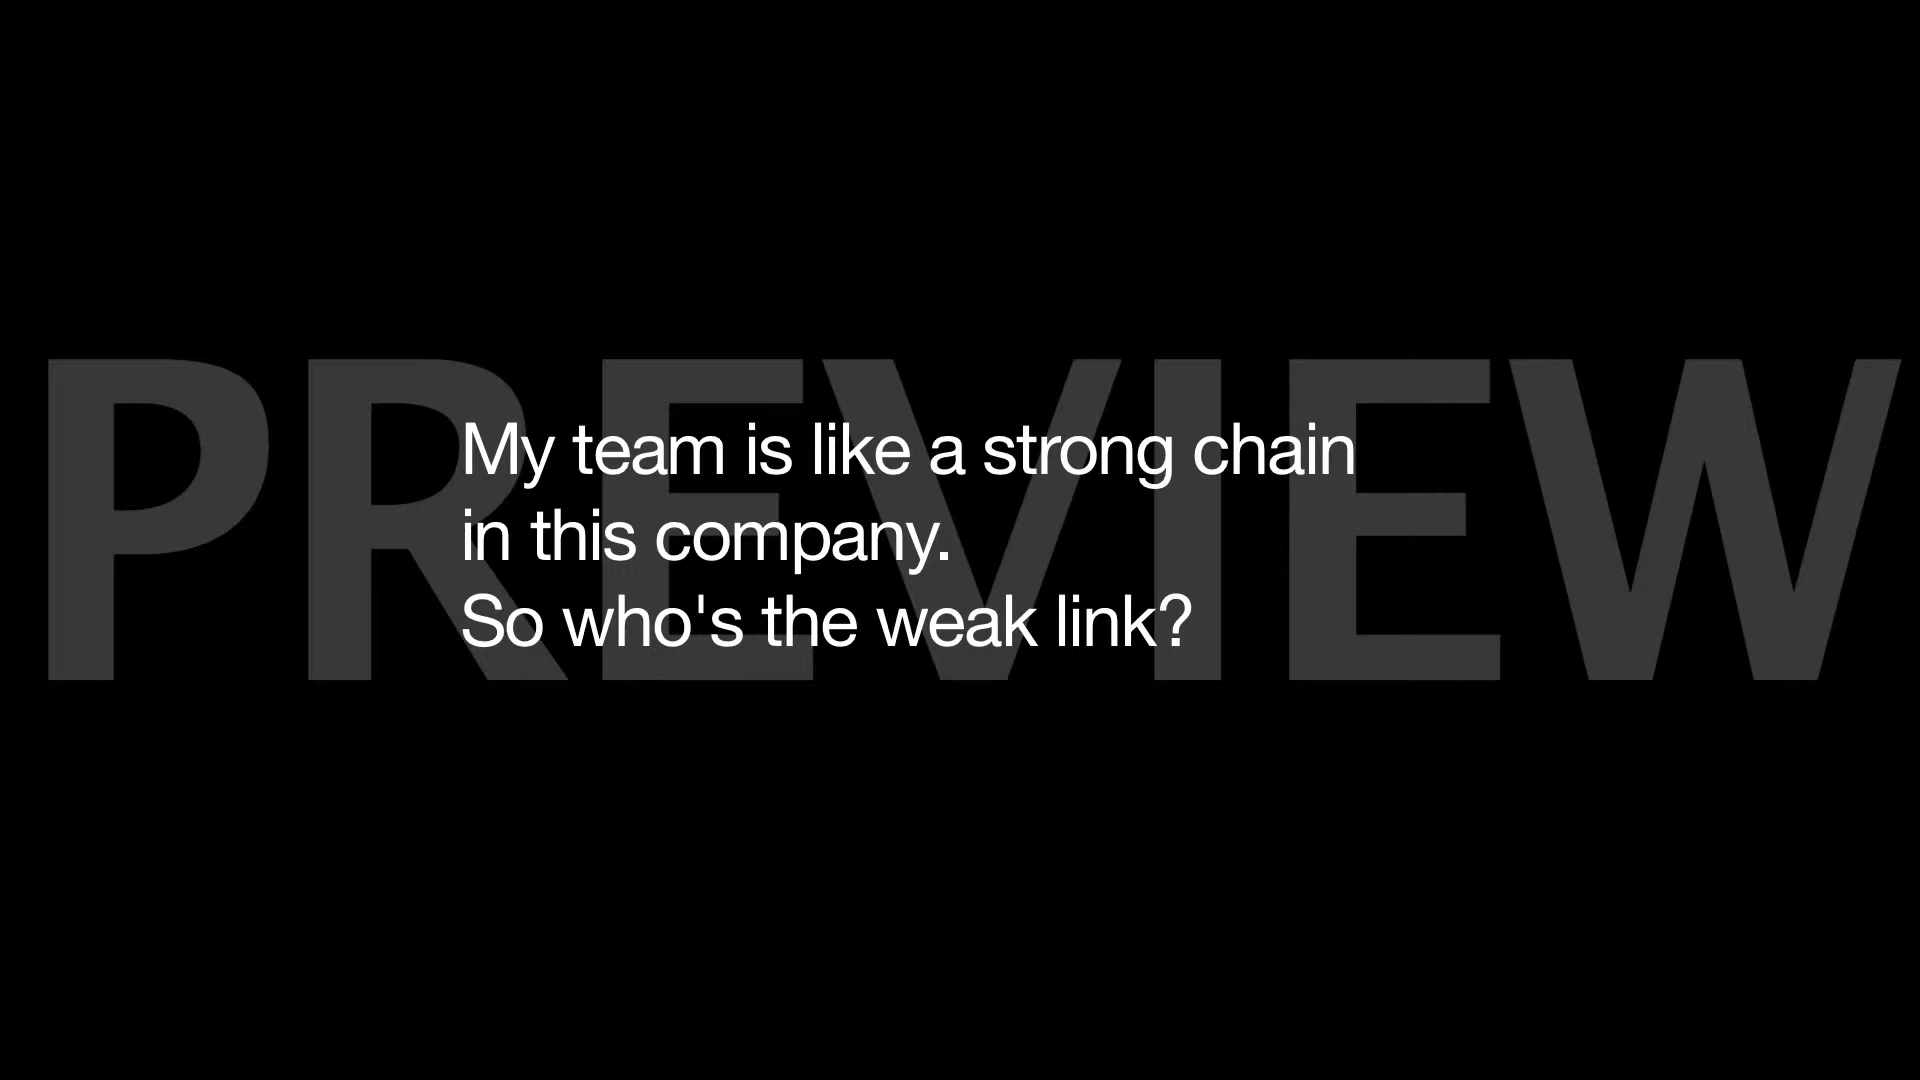 PREVIEW
My team is like a strong chain
in this company.
So who's the weak link?